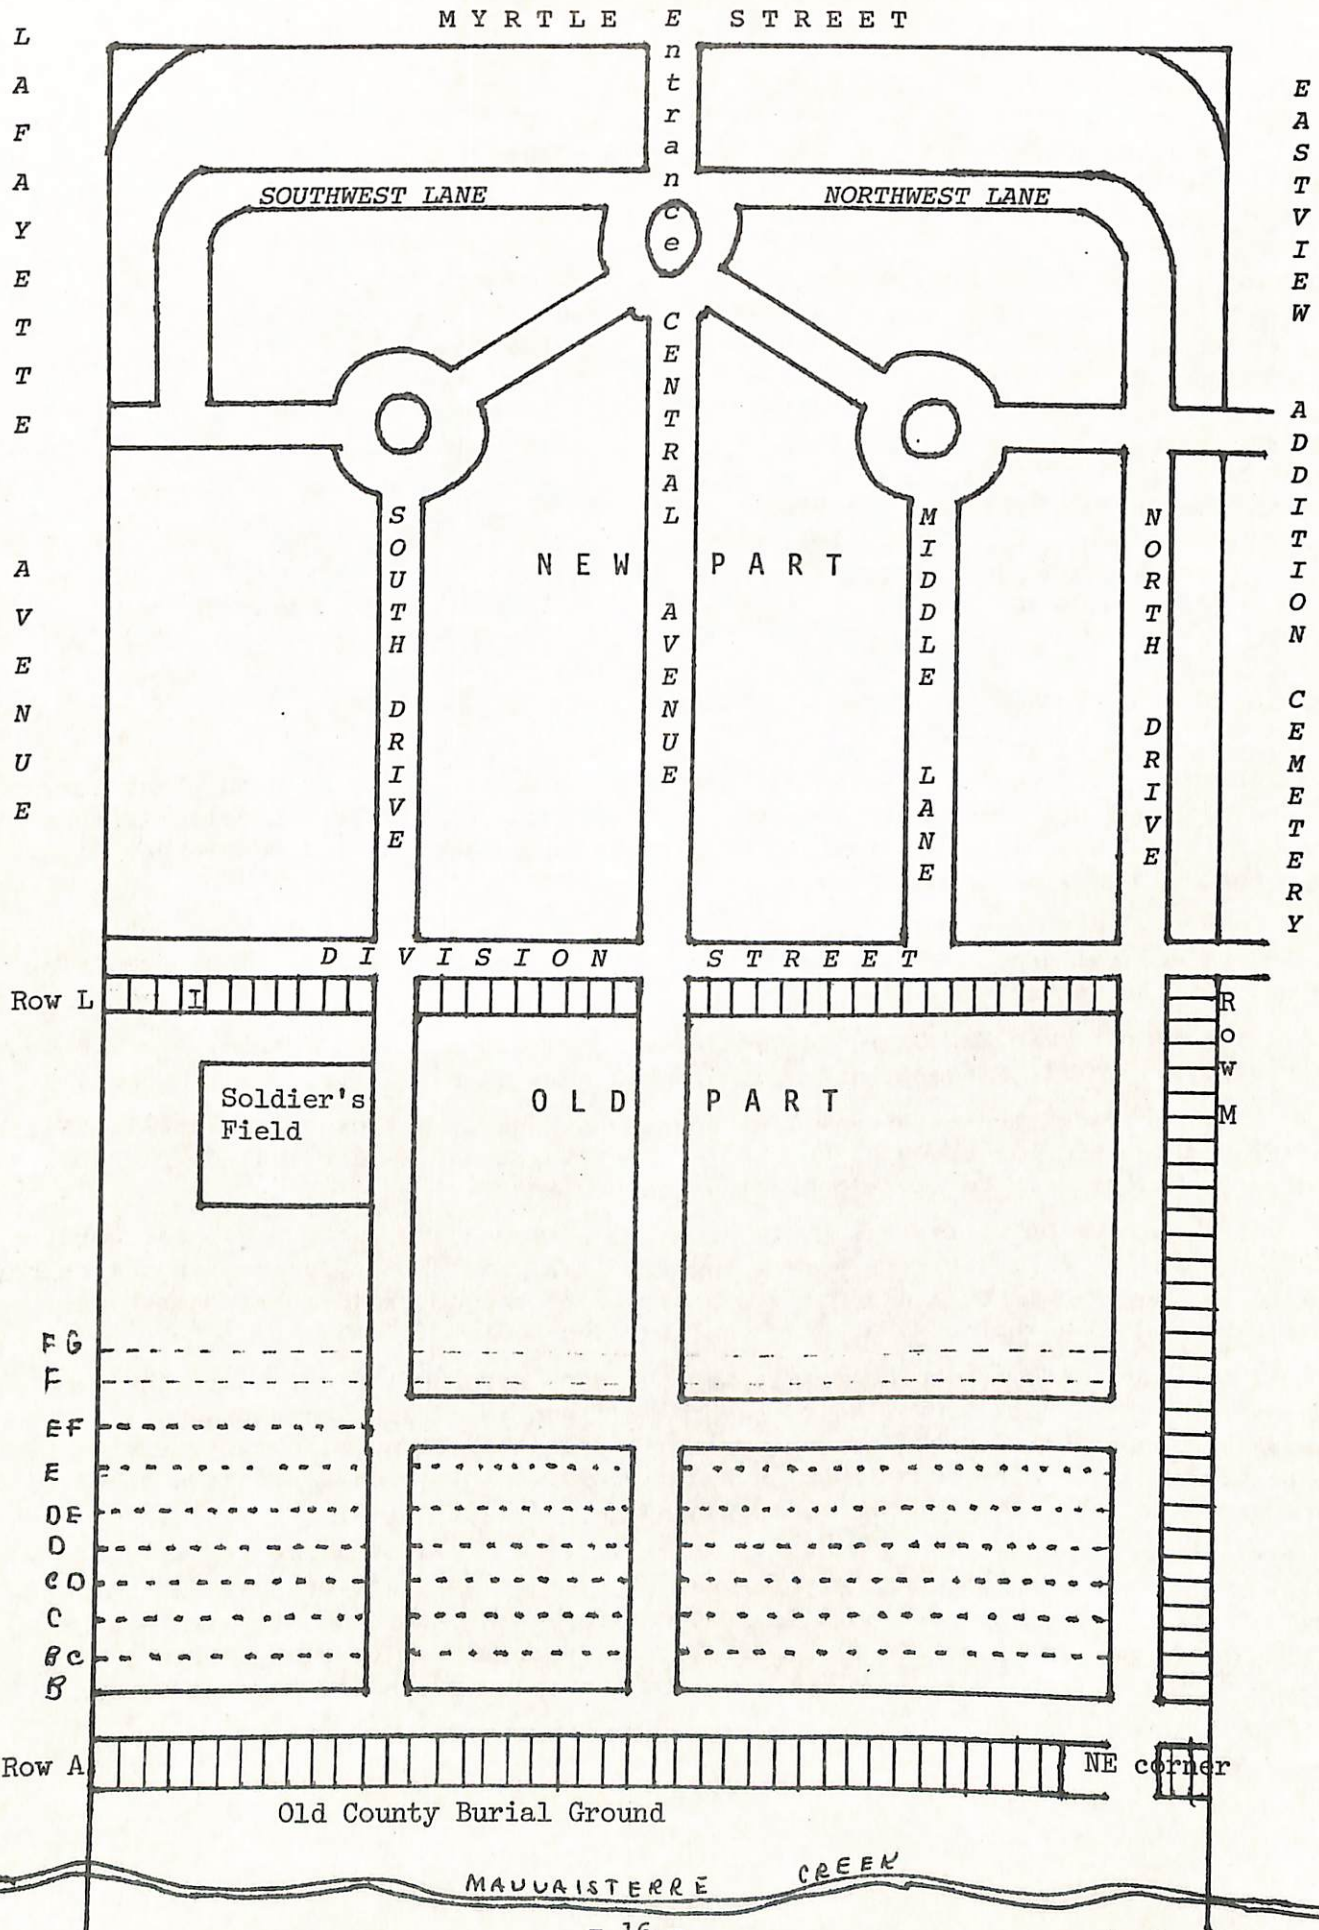 MYRTLE STREET
Entrance
LAFAYETTE AVENUE
EASTVIEW ADDITION CEMETERY
SOUTHWEST LANE
NORTHWEST LANE
CENTRAL AVENUE
SOUTH DRIVE
MIDDLE LANE
NORTH DRIVE
NEW PART
DIVISION STREET
Row L
I
Row M
Soldier's
Field
OLD PART
FG
F
EF
E
DE
D
CD
C
BC
B
Row A
NE corner
Old County Burial Ground
MAUVAISTERRE CREEK
- 16